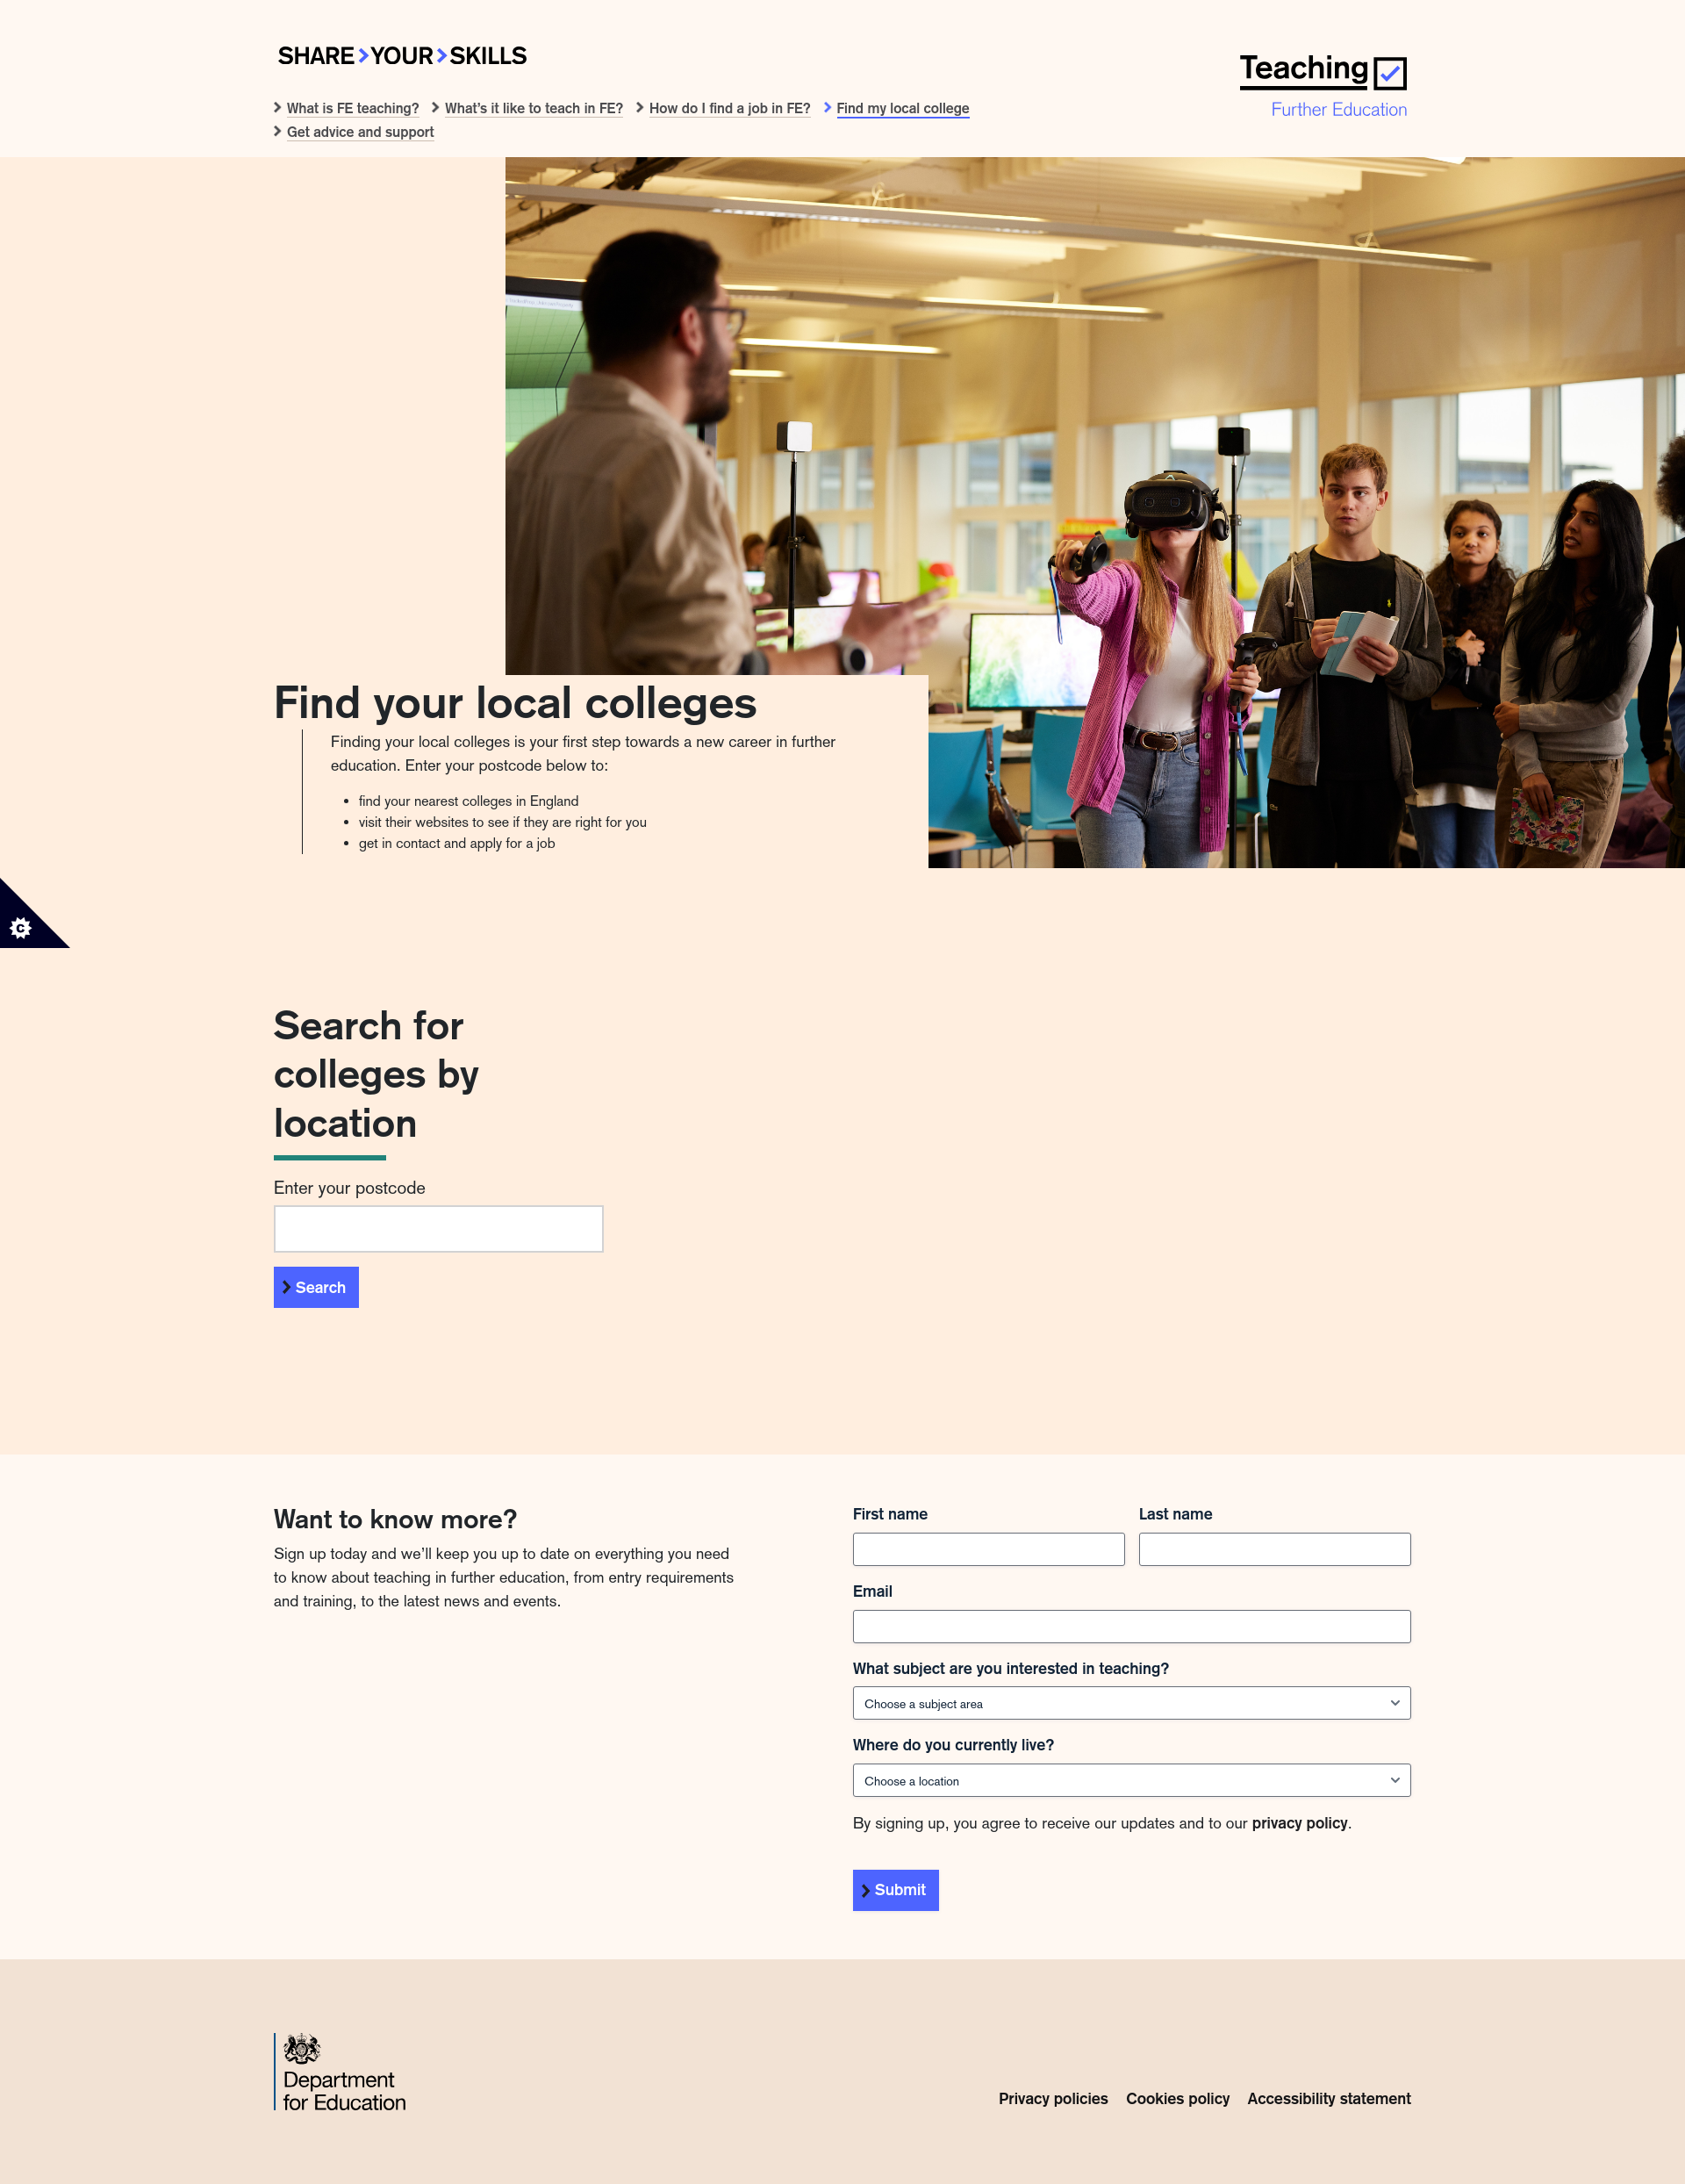 SHARE YOUR SKILLS
Teaching
Further Education
What is FE teaching? What's it like to teach in FE? How do I find a job in FE? Find my local college
Get advice and support
Find your local colleges
Finding your local colleges is your first step towards a new career in further
education. Enter your postcode below to:
• find your nearest colleges in England
• visit their websites to see if they are right for you
• get in contact and apply for a job
C
Search for
colleges by
location
Enter your postcode
Search
Want to know more?
Sign up today and we'll keep you up to date on everything you need
to know about teaching in further education, from entry requirements
and training, to the latest news and events.
First name Last name
Email
What subject are you interested in teaching?
Choose a subject area
Where do you currently live?
Choose a location
By signing up, you agree to receive our updates and to our privacy policy.
Submit
Department
for Education
Privacy policies Cookies policy Accessibility statement